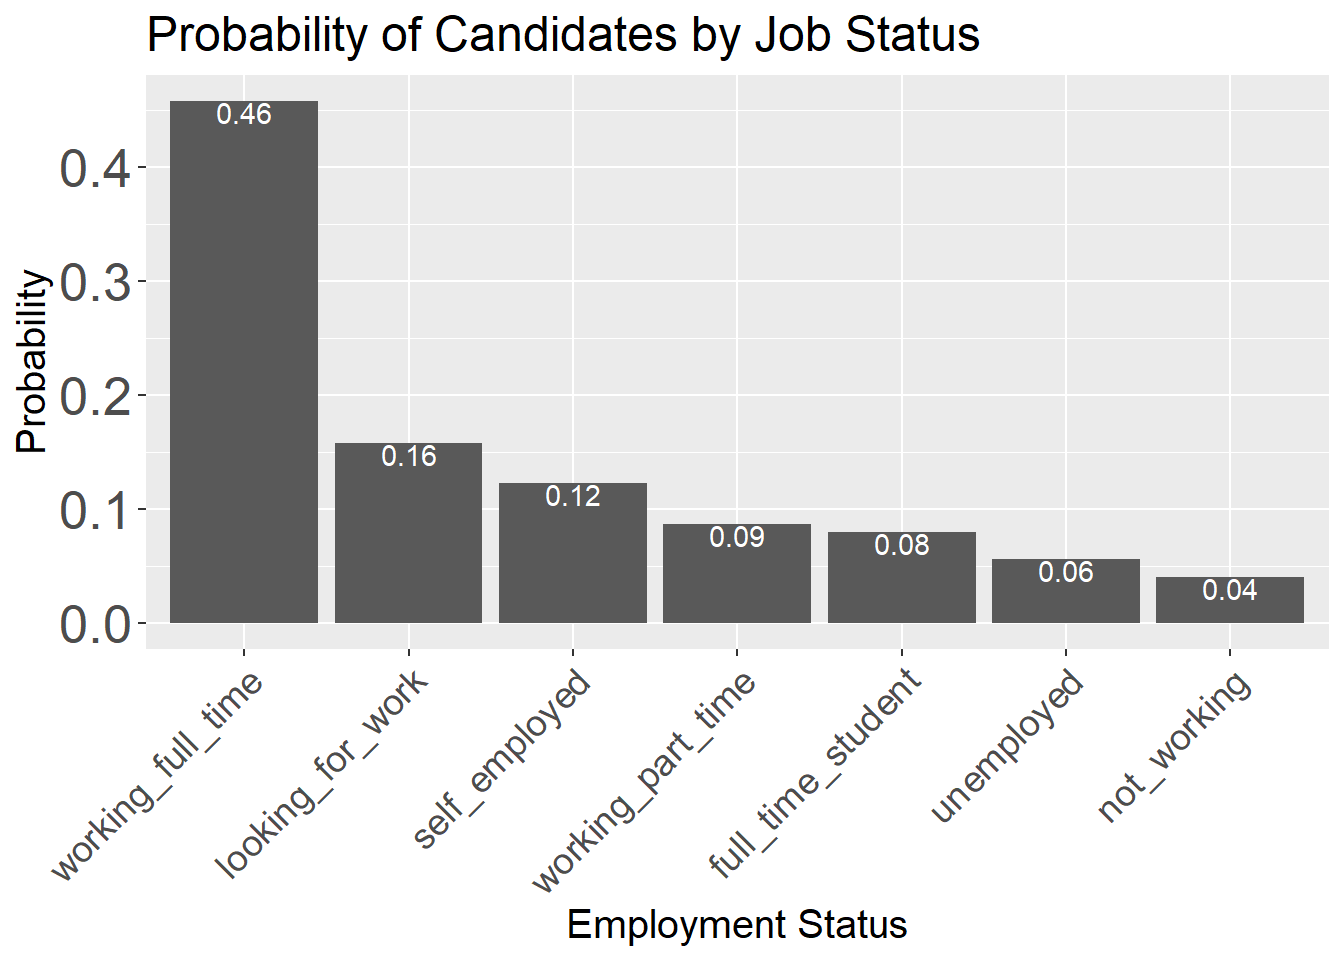 Probability of Candidates by Job Status
Probability
0.4
0.3
0.2
0.1
0.0
0.46
0.16
0.12
0.09
0.08
0.06
0.04
working_full_time
looking_for_work
self_employed
working_part_time
full_time_student
unemployed
not_working
Employment Status